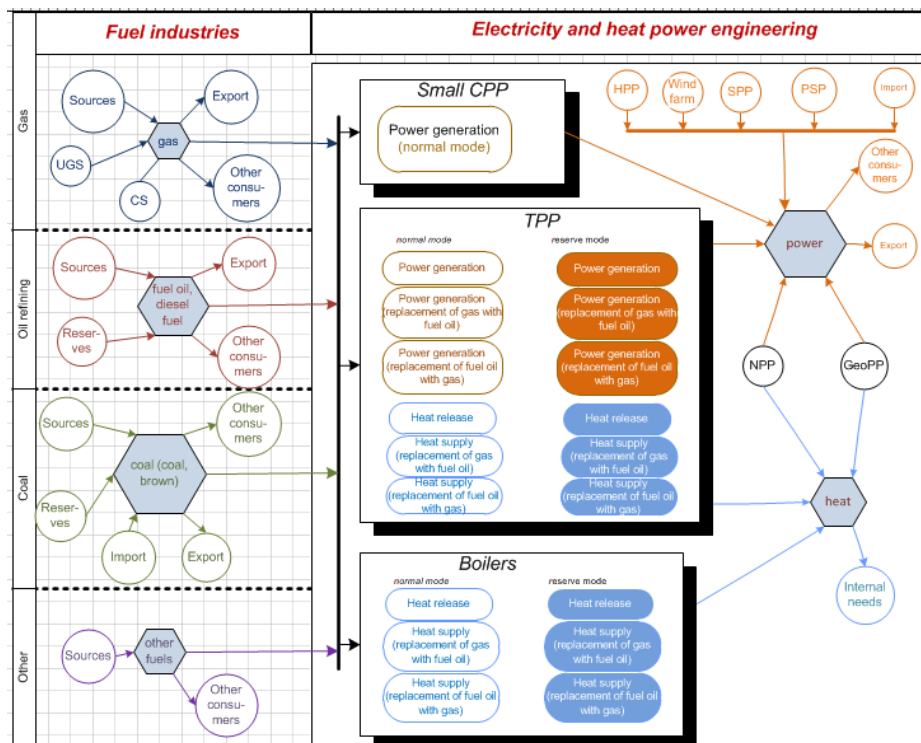 Fuel industries
Electricity and heat power engineering
Gas
Sources
Export
gas
UGS
CS
Other
consu-
mers
Oil refining
Sources
Export
fuel oil,
diesel
fuel
Reser-
ves
Other
consu-
mers
Coal
Sources
Other
consu-
mers
coal (coal,
brown)
Reser-
ves
Import
Export
Other
Sources
other
fuels
Other
consu-
mers
Small CPP
Power generation
(normal mode)
TPP
normal mode
reserve mode
Power generation
Power generation
Power generation
(replacement of gas with
fuel oil)
Power generation
(replacement of gas with
fuel oil)
Power generation
(replacement of fuel oil
with gas)
Power generation
(replacement of fuel oil
with gas)
Heat release
Heat release
Heat supply
(replacement of gas
with fuel oil)
Heat supply
(replacement of gas
with fuel oil)
Heat supply
(replacement of fuel oil
with gas)
Heat supply
(replacement of fuel oil
with gas)
Boilers
normal mode
reserve mode
Heat release
Heat release
Heat supply
(replacement of gas
with fuel oil)
Heat supply
(replacement of gas
with fuel oil)
Heat supply
(replacement of fuel oil
with gas)
Heat supply
(replacement of fuel oil
with gas)
HPP
Wind
farm
SPP
PSP
Import
Other
consu-
mers
power
Export
NPP
GeoPP
heat
Internal
needs